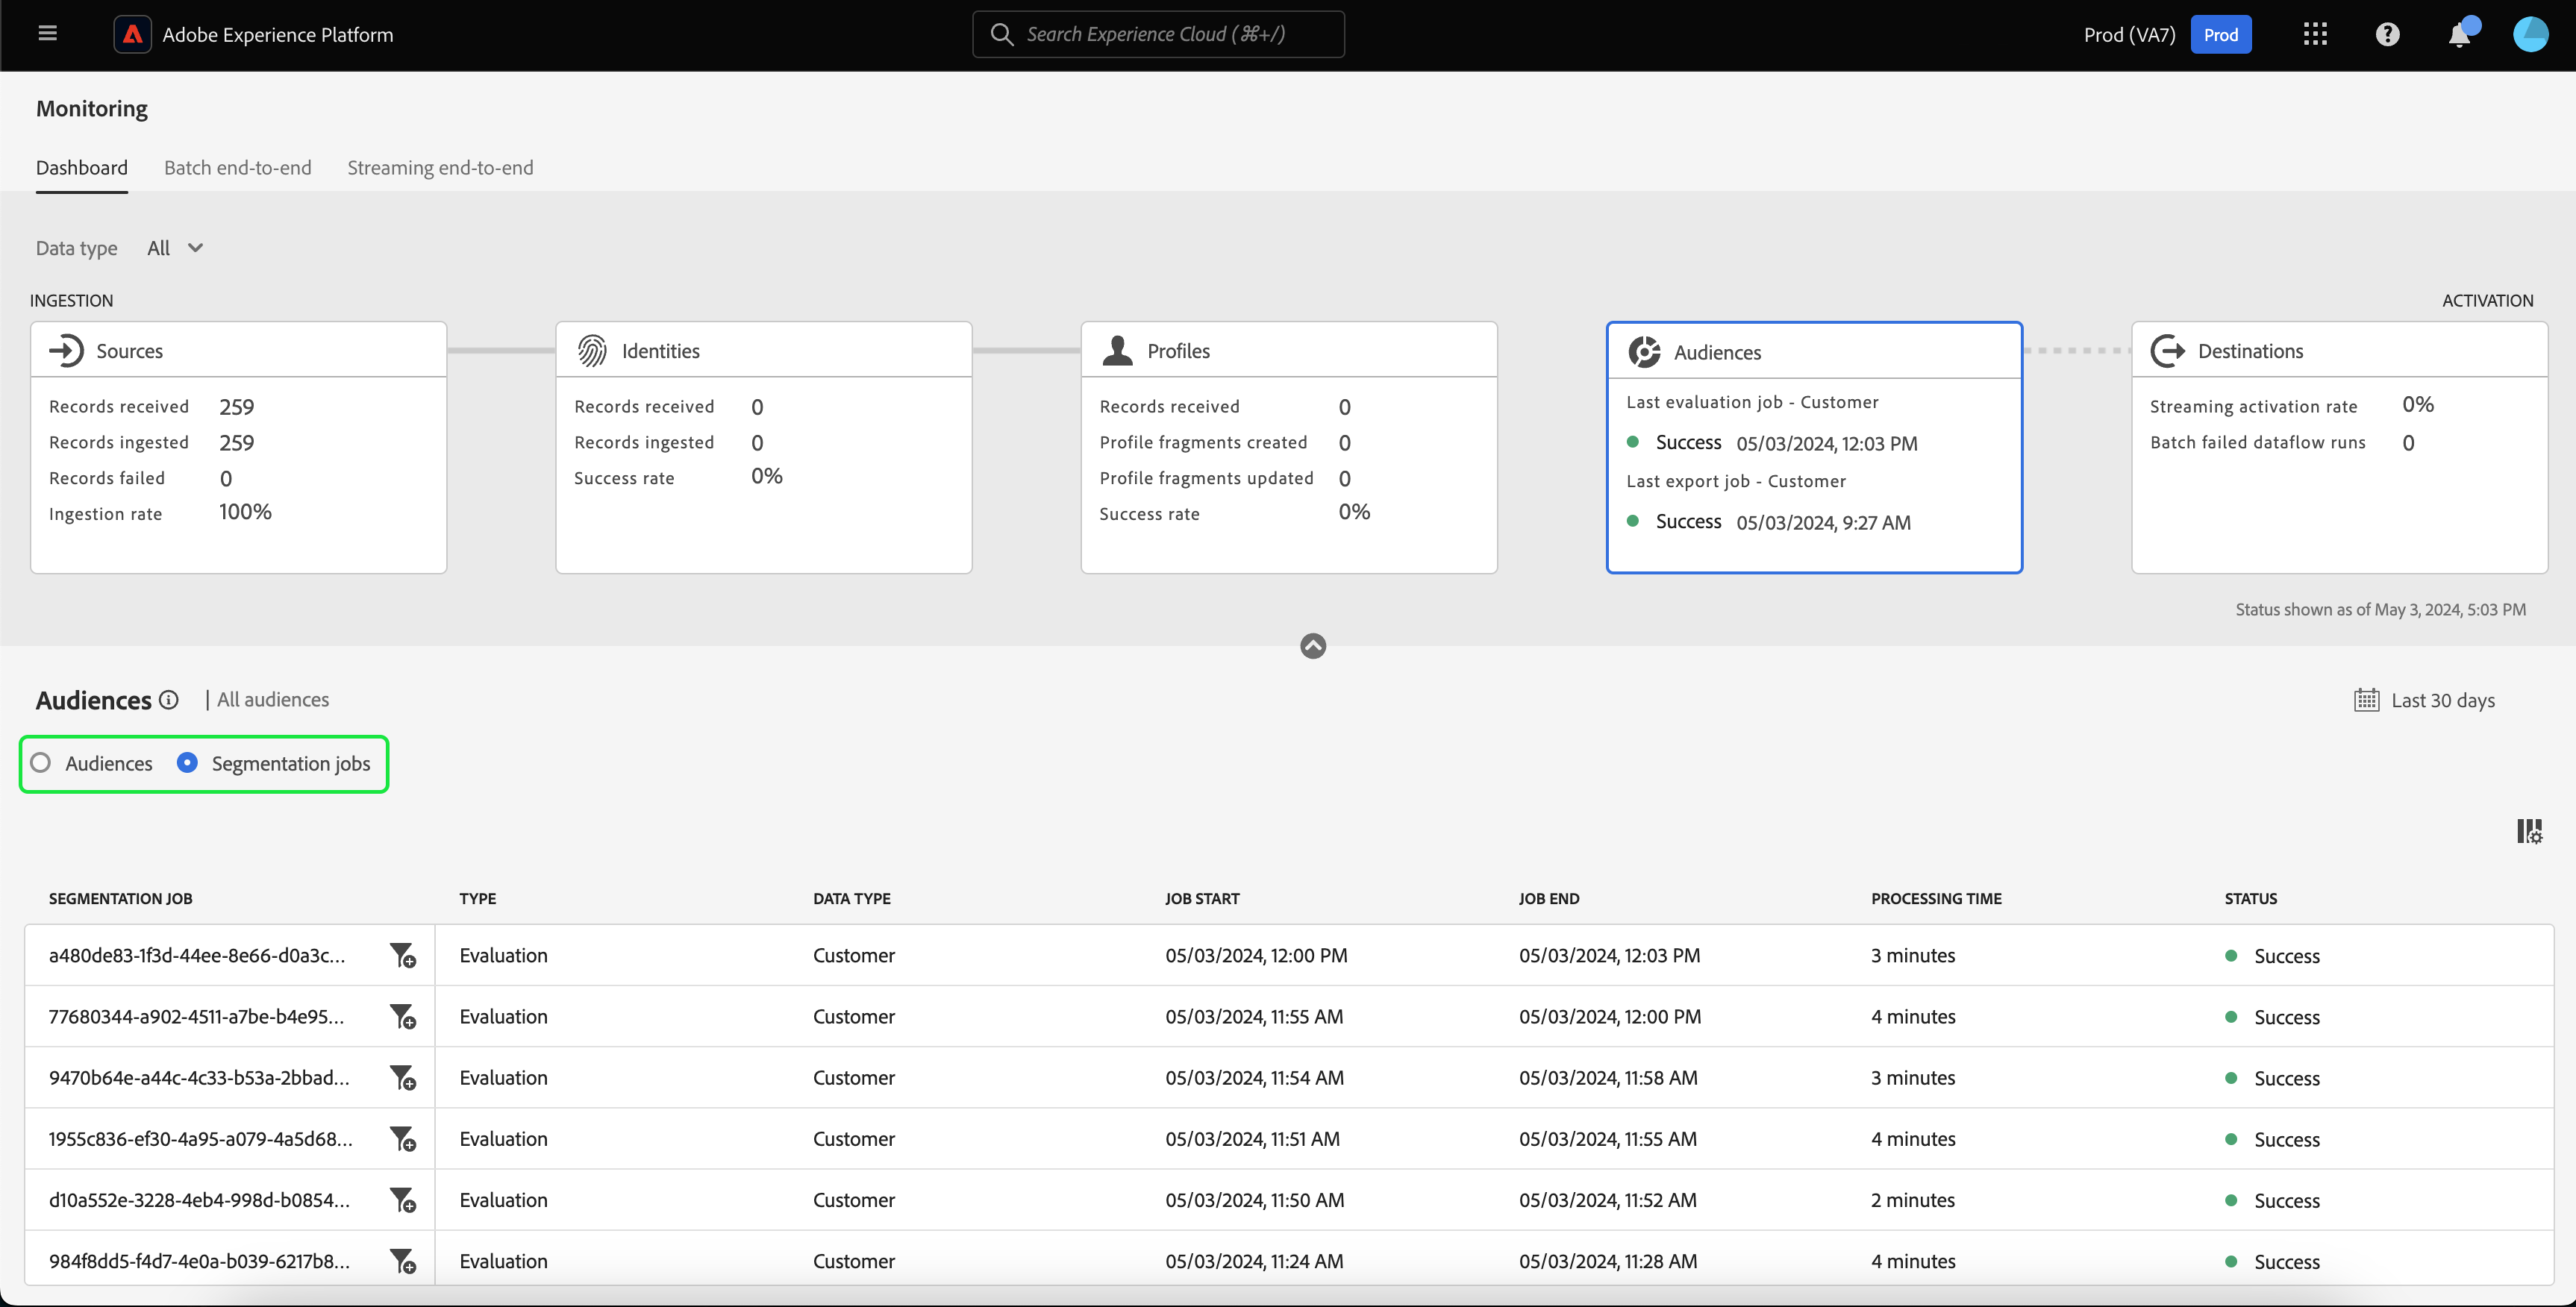 Adobe Experience Platform
Search Experience Cloud (⌘+/)
Prod (VA7) Prod
Monitoring
Dashboard Batch end-to-end Streaming end-to-end
Data type All
INGESTION ACTIVATION
Sources
Records received 259
Records ingested 259
Records failed 0
Ingestion rate 100%
Identities
Records received 0
Records ingested 0
Success rate 0%
Profiles
Records received 0
Profile fragments created 0
Profile fragments updated 0
Success rate 0%
Audiences
Last evaluation job - Customer
Success 05/03/2024, 12:03 PM
Last export job - Customer
Success 05/03/2024, 9:27 AM
Destinations
Streaming activation rate 0%
Batch failed dataflow runs 0
Status shown as of May 3, 2024, 5:03 PM
Audiences | All audiences
Last 30 days
Audiences Segmentation jobs
SEGMENTATION JOB TYPE DATA TYPE JOB START JOB END PROCESSING TIME STATUS
a480de83-1f3d-44ee-8e66-d0a3c... Evaluation Customer 05/03/2024, 12:00 PM 05/03/2024, 12:03 PM 3 minutes Success
77680344-a902-4511-a7be-b4e95... Evaluation Customer 05/03/2024, 11:55 AM 05/03/2024, 12:00 PM 4 minutes Success
9470b64e-a44c-4c33-b53a-2bbad... Evaluation Customer 05/03/2024, 11:54 AM 05/03/2024, 11:58 AM 3 minutes Success
1955c836-ef30-4a95-a079-4a5d68... Evaluation Customer 05/03/2024, 11:51 AM 05/03/2024, 11:55 AM 4 minutes Success
d10a552e-3228-4eb4-998d-b0854... Evaluation Customer 05/03/2024, 11:50 AM 05/03/2024, 11:52 AM 2 minutes Success
984f8dd5-f4d7-4e0a-b039-6217b8... Evaluation Customer 05/03/2024, 11:24 AM 05/03/2024, 11:28 AM 4 minutes Success